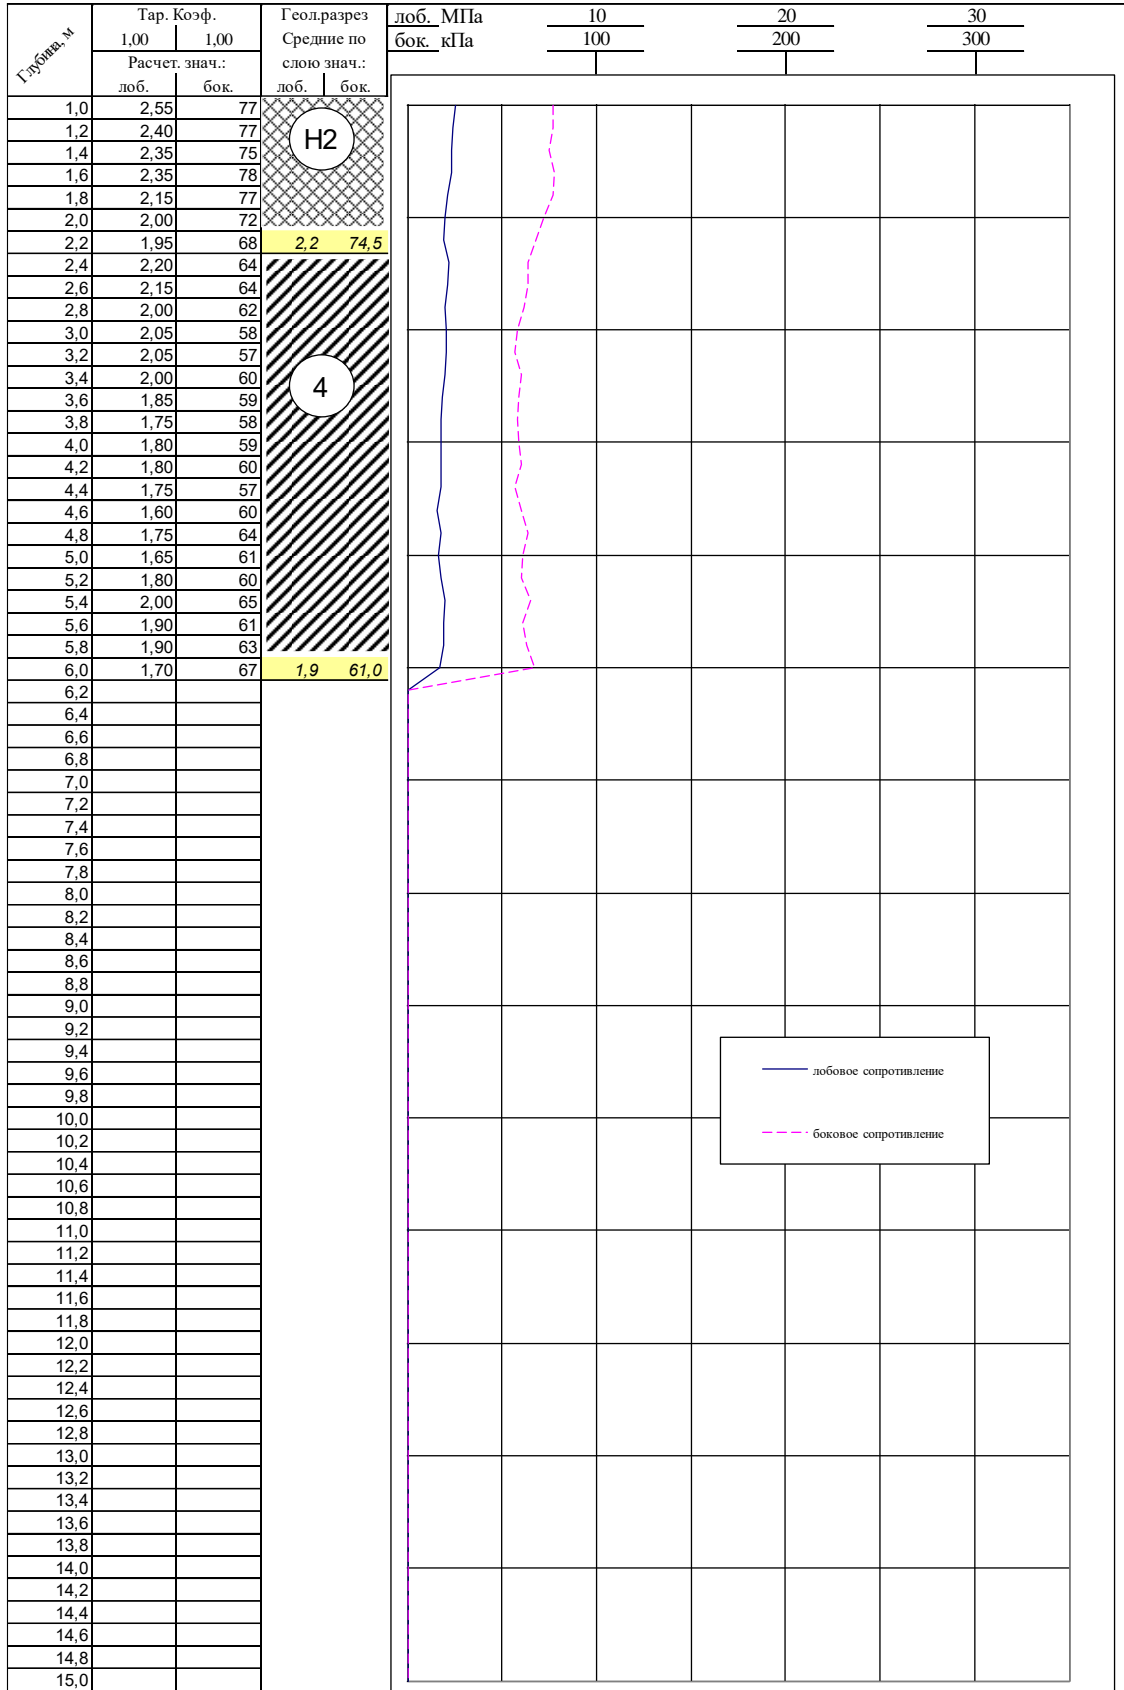 Глубина, м Тар. Коэф. Геол.разрез лоб. МПа 10 20 30
1,00 1,00 Средние по бок. кПа 100 200 300
Расчет. знач.: слою знач.:
лоб. бок. лоб. бок.
1,0 2,55 77
1,2 2,40 77
Н2
1,4 2,35 75
1,6 2,35 78
1,8 2,15 77
2,0 2,00 72
2,2 1,95 68 2,2 74,5
2,4 2,20 64
2,6 2,15 64
2,8 2,00 62
3,0 2,05 58
3,2 2,05 57
3,4 2,00 60
4
3,6 1,85 59
3,8 1,75 58
4,0 1,80 59
4,2 1,80 60
4,4 1,75 57
4,6 1,60 60
4,8 1,75 64
5,0 1,65 61
5,2 1,80 60
5,4 2,00 65
5,6 1,90 61
5,8 1,90 63
6,0 1,70 67 1,9 61,0
6,2
6,4
6,6
6,8
7,0
7,2
7,4
7,6
7,8
8,0
8,2
8,4
8,6
8,8
9,0
9,2
9,4
9,6 лобовое сопротивление
9,8
10,0
10,2 боковое сопротивление
10,4
10,6
10,8
11,0
11,2
11,4
11,6
11,8
12,0
12,2
12,4
12,6
12,8
13,0
13,2
13,4
13,6
13,8
14,0
14,2
14,4
14,6
14,8
15,0